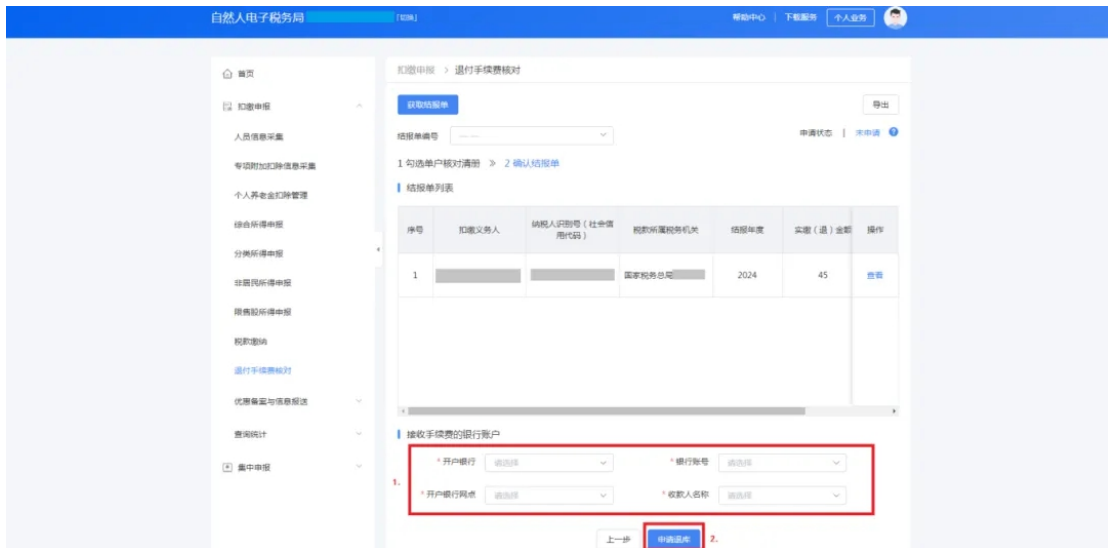 自然人电子税务局
帮助中心 | 下载服务 个人业务
首页
扣缴申报
人员信息采集
专项附加扣除信息采集
个人养老金扣除管理
综合所得申报
分类所得申报
非居民所得申报
限售股所得申报
税款缴纳
退付手续费核对
优惠备案与信息报送
查询统计
集中申报
扣缴申报 > 退付手续费核对
获取结报单 导出
结报单编号 申请状态 | 未申请
1 勾选单户核对清册 » 2 确认结报单
结报单列表
序号 扣缴义务人 纳税人识别号（社会信用代码） 税款所属税务机关 结报年度 实缴（退）金额 操作
1 国家税务总局 2024 45 查看
接收手续费的银行账户
1.
* 开户银行 请选择 * 银行账号 请选择
* 开户银行网点 请选择 * 收款人名称 请选择
上一步 申请退库 2.